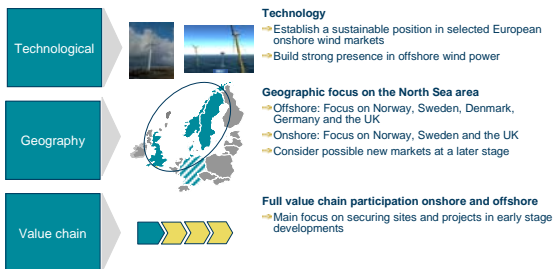 Technological
Technology
Establish a sustainable position in selected European
onshore wind markets
Build strong presence in offshore wind power
Geography
Geographic focus on the North Sea area
Offshore: Focus on Norway, Sweden, Denmark,
Germany and the UK
Onshore: Focus on Norway, Sweden and the UK
Consider possible new markets at a later stage
Value chain
Full value chain participation onshore and offshore
Main focus on securing sites and projects in early stage
developments